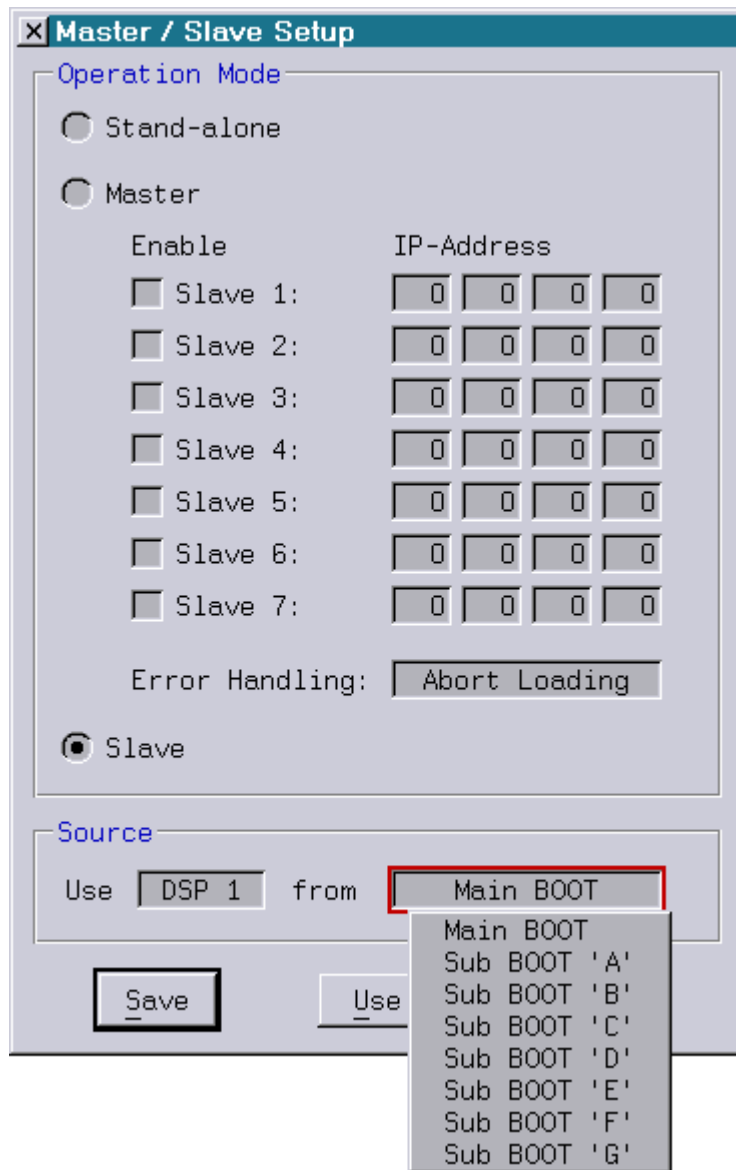 Master / Slave Setup
Operation Mode
Stand-alone
Master
Enable IP-Address
Slave 1: 0 0 0 0
Slave 2: 0 0 0 0
Slave 3: 0 0 0 0
Slave 4: 0 0 0 0
Slave 5: 0 0 0 0
Slave 6: 0 0 0 0
Slave 7: 0 0 0 0
Error Handling: Abort Loading
Slave
Source
Use DSP 1 from Main BOOT
Main BOOT
Sub BOOT 'A'
Sub BOOT 'B'
Sub BOOT 'C'
Sub BOOT 'D'
Sub BOOT 'E'
Sub BOOT 'F'
Sub BOOT 'G'
Save Use